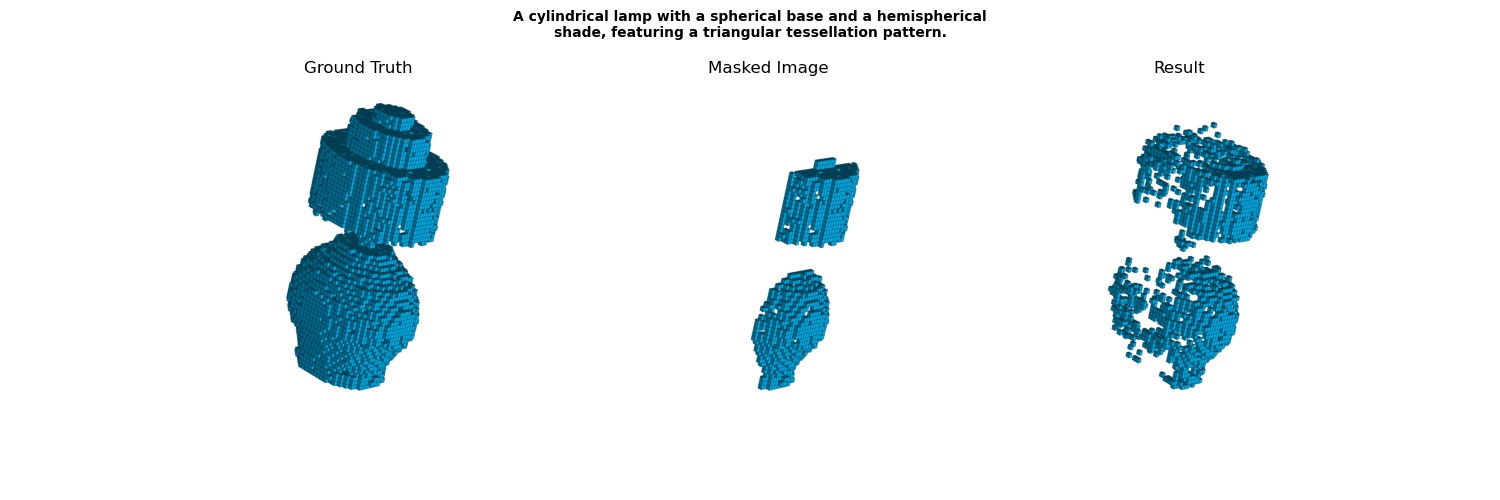 A cylindrical lamp with a spherical base and a hemispherical
shade, featuring a triangular tessellation pattern.
Ground Truth
Masked Image
Result